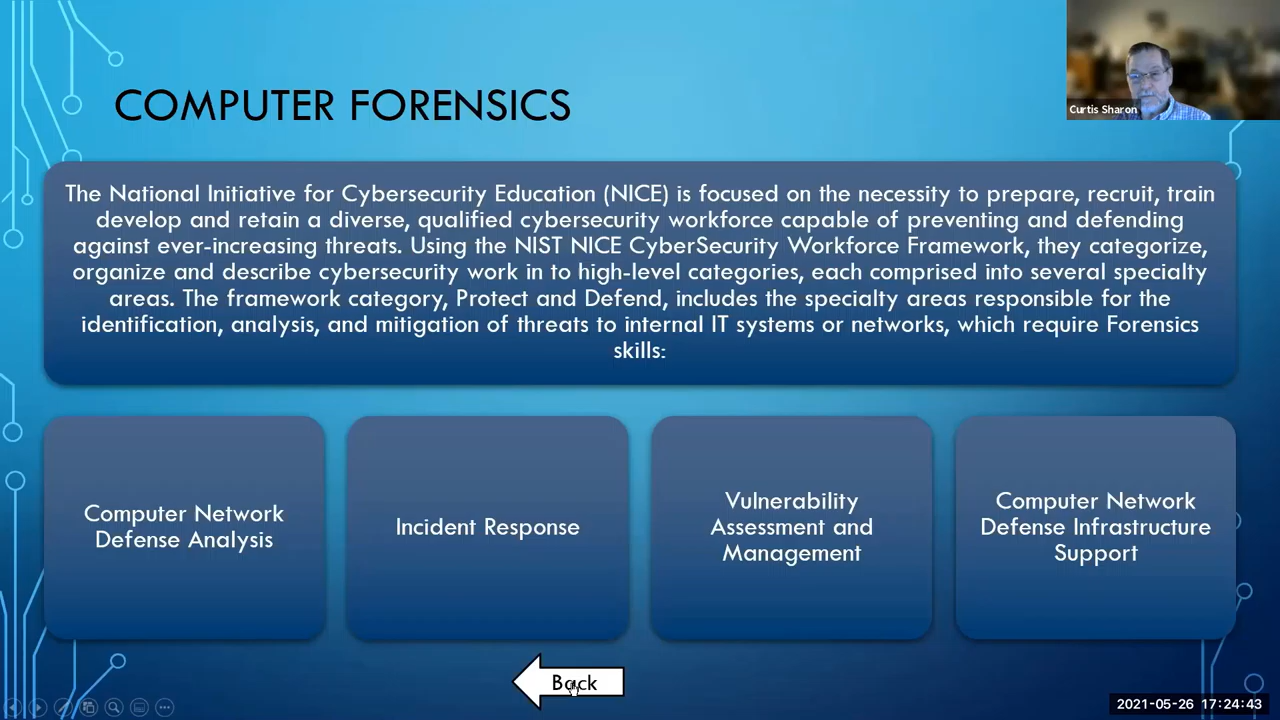 COMPUTER FORENSICS
Curtis Sharon
The National Initiative for Cybersecurity Education (NICE) is focused on the necessity to prepare, recruit, train
develop and retain a diverse, qualified cybersecurity workforce capable of preventing and defending
against ever-increasing threats. Using the NIST NICE CyberSecurity Workforce Framework, they categorize,
organize and describe cybersecurity work in to high-level categories, each comprised into several specialty
areas. The framework category, Protect and Defend, includes the specialty areas responsible for the
identification, analysis, and mitigation of threats to internal IT systems or networks, which require Forensics
skills:
Computer Network
Defense Analysis
Incident Response
Vulnerability
Assessment and
Management
Computer Network
Defense Infrastructure
Support
Back
2021-05-26 17:24:43